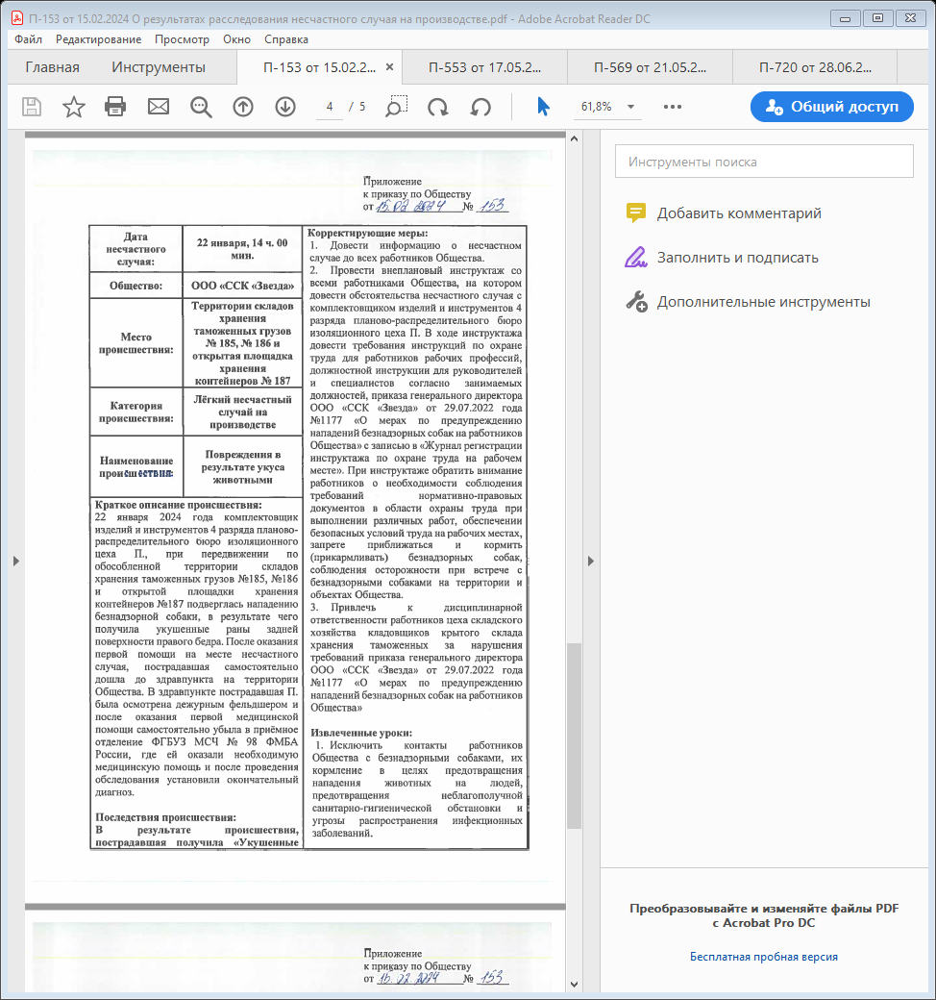 П-153 от 15.02.2024 О результатах расследования несчастного случая на производстве.pdf - Adobe Acrobat Reader DC
Файл Редактирование Просмотр Окно Справка
Главная Инструменты П-153 от 15.02.2... × П-553 от 17.05.2... П-569 от 21.05.2... П-720 от 28.06.2...
4 / 5 61,8% Общий доступ
Приложение
к приказу по Обществу
от 15.02 2024 № 153
Дата
несчастного
случая:
22 января, 14 ч. 00
мин.
Общество:
ООО «ССК «Звезда»
Место
происшествия:
Территории складов
хранения
таможенных грузов
№ 185, № 186 и
открытая площадка
хранения
контейнеров № 187
Категория
происшествия:
Лёгкий несчастный
случай на
производстве
Наименование
происшествия:
Повреждения в
результате укуса
животными
Краткое описание происшествия:
22 января 2024 года комплектовщик
изделий и инструментов 4 разряда планово-
распределительного бюро изоляционного
цеха П., при передвижении по
обособленной территории складов
хранения таможенных грузов №185, №186
и открытой площадки хранения
контейнеров №187 подверглась нападению
безнадзорной собаки, в результате чего
получила укушенные раны задней
поверхности правого бедра. После оказания
первой помощи на месте несчастного
случая, пострадавшая самостоятельно
дошла до здравпункта на территории
Общества. В здравпункте пострадавшая П.
была осмотрена дежурным фельдшером и
после оказания первой медицинской
помощи самостоятельно убыла в приёмное
отделение ФГБУЗ МСЧ № 98 ФМБА
России, где ей оказали необходимую
медицинскую помощь и после проведения
обследования установили окончательный
диагноз.
Последствия происшествия:
В результате происшествия,
пострадавшая получила «Укушенные
Корректирующие меры:
1. Довести информацию о несчастном
случае до всех работников Общества.
2. Провести внеплановый инструктаж со
всеми работниками Общества, на котором
довести обстоятельства несчастного случая с
комплектовщиком изделий и инструментов 4
разряда планово-распределительного бюро
изоляционного цеха П. В ходе инструктажа
довести требования инструкций по охране
труда для работников рабочих профессий,
должностной инструкции для руководителей
и специалистов согласно занимаемых
должностей, приказа генерального директора
ООО «ССК «Звезда» от 29.07.2022 года
№1177 «О мерах по предупреждению
нападений безнадзорных собак на работников
Общества» с записью в «Журнал регистрации
инструктажа по охране труда на рабочем
месте». При инструктаже обратить внимание
работников о необходимости соблюдения
требований нормативно-правовых
документов в области охраны труда при
выполнении различных работ, обеспечении
безопасных условий труда на рабочих местах,
запрете приближаться и кормить
(прикармливать) безнадзорных собак,
соблюдения осторожности при встрече с
безнадзорными собаками на территории и
объектах Общества.
3. Привлечь к дисциплинарной
ответственности работников цеха складского
хозяйства кладовщиков крытого склада
хранения таможенных за нарушения
требований приказа генерального директора
ООО «ССК «Звезда» от 29.07.2022 года
№1177 «О мерах по предупреждению
нападений безнадзорных собак на работников
Общества»
Извлеченные уроки:
1. Исключить контакты работников
Общества с безнадзорными собаками, их
кормление в целях предотвращения
нападения животных на людей,
предотвращения неблагополучной
санитарно-гигиенической обстановки и
угрозы распространения инфекционных
заболеваний.
Приложение
к приказу по Обществу
от 15.02.2024 № 153
Инструменты поиска
Добавить комментарий
Заполнить и подписать
Дополнительные инструменты
Преобразовывайте и изменяйте файлы PDF
с Acrobat Pro DC
Бесплатная пробная версия